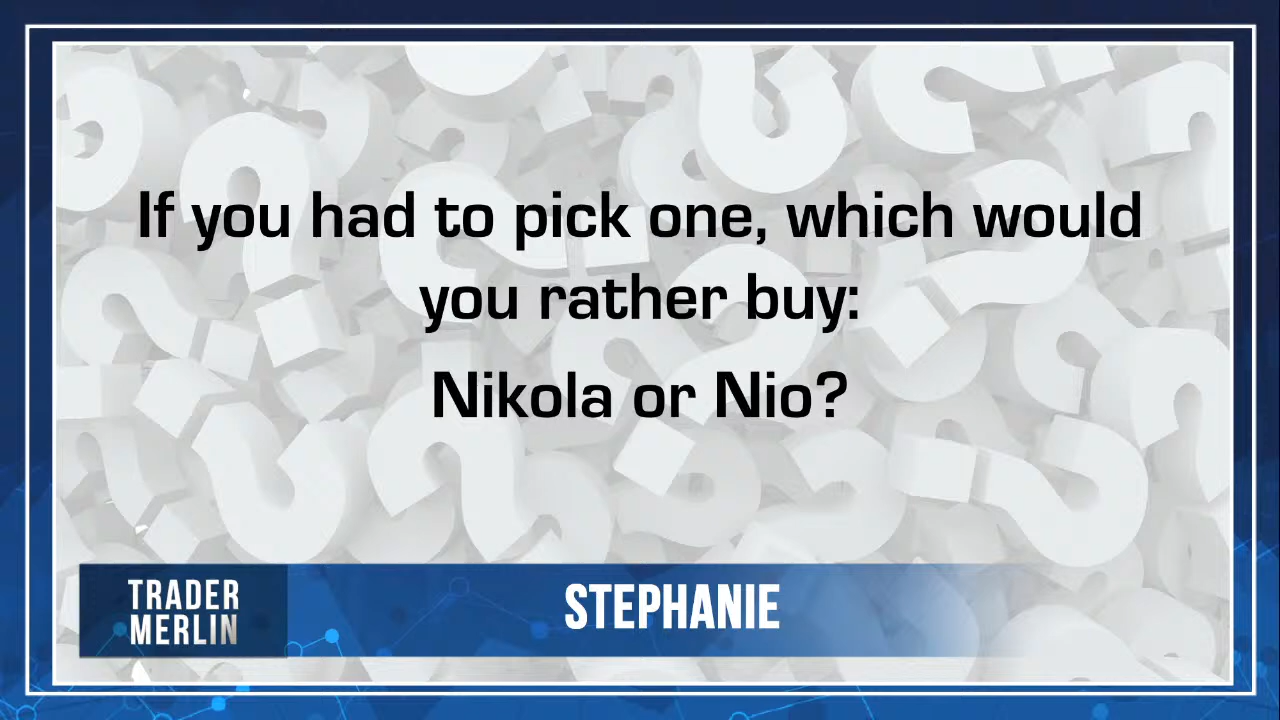 If you had to pick one, which would
you rather buy:
Nikola or Nio?
TRADER
MERLIN
STEPHANIE